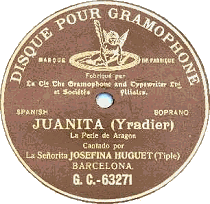 DISQUE POUR GRAMOPHONE
MARQUE DE FABRIQUE
Fabriqué par
La Cie The Gramophone and Typewriter Ltd
et Sociétés Filiales.
SPANISH SOPRANO
JUANITA (Yradier)
La Perle de Aragon
Cantado por
La Señorita JOSEFINA HUGUET (Tiple)
BARCELONA.
G. C.-63271